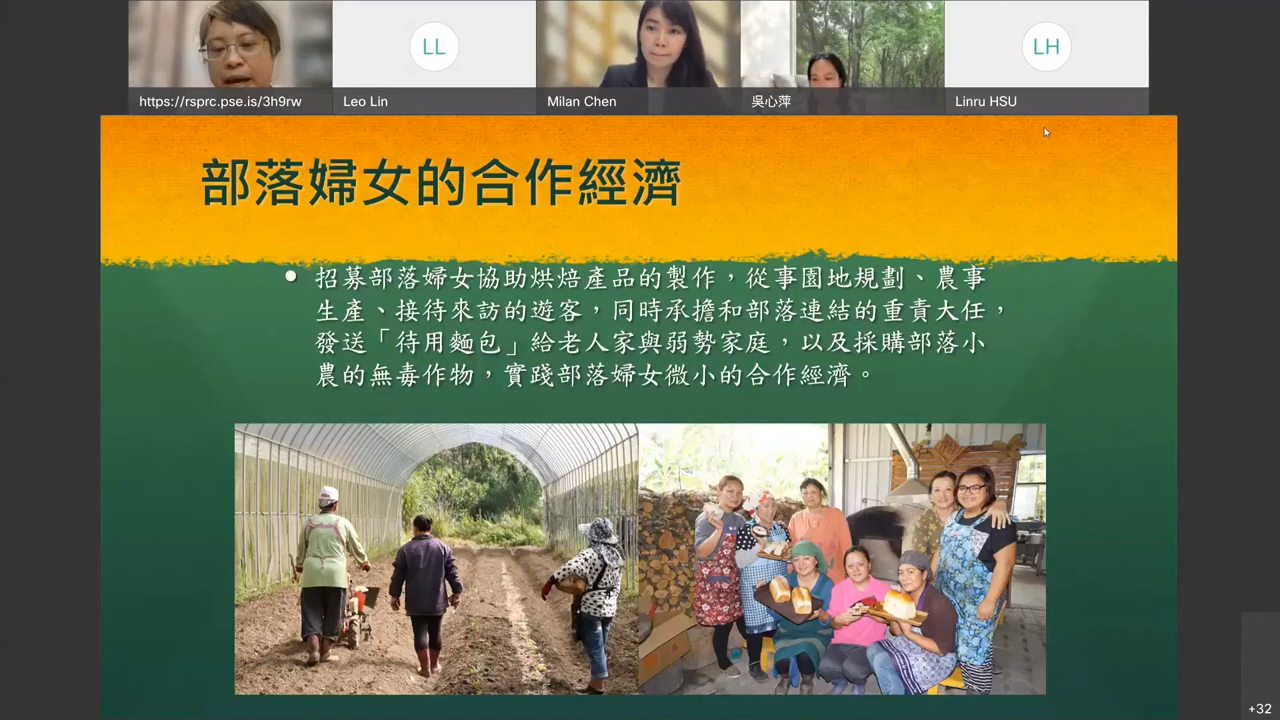 LL
LH
https://rsprc.pse.is/3h9rw
Leo Lin
Milan Chen
吳心萍
Linru HSU
部落婦女的合作經濟
招募部落婦女協助烘焙產品的製作，從事園地規劃、農事
生產、接待來訪的遊客，同時承擔和部落連結的重責大任，
發送「待用麵包」給老人家與弱勢家庭，以及採購部落小
農的無毒作物，實踐部落婦女微小的合作經濟。
+32